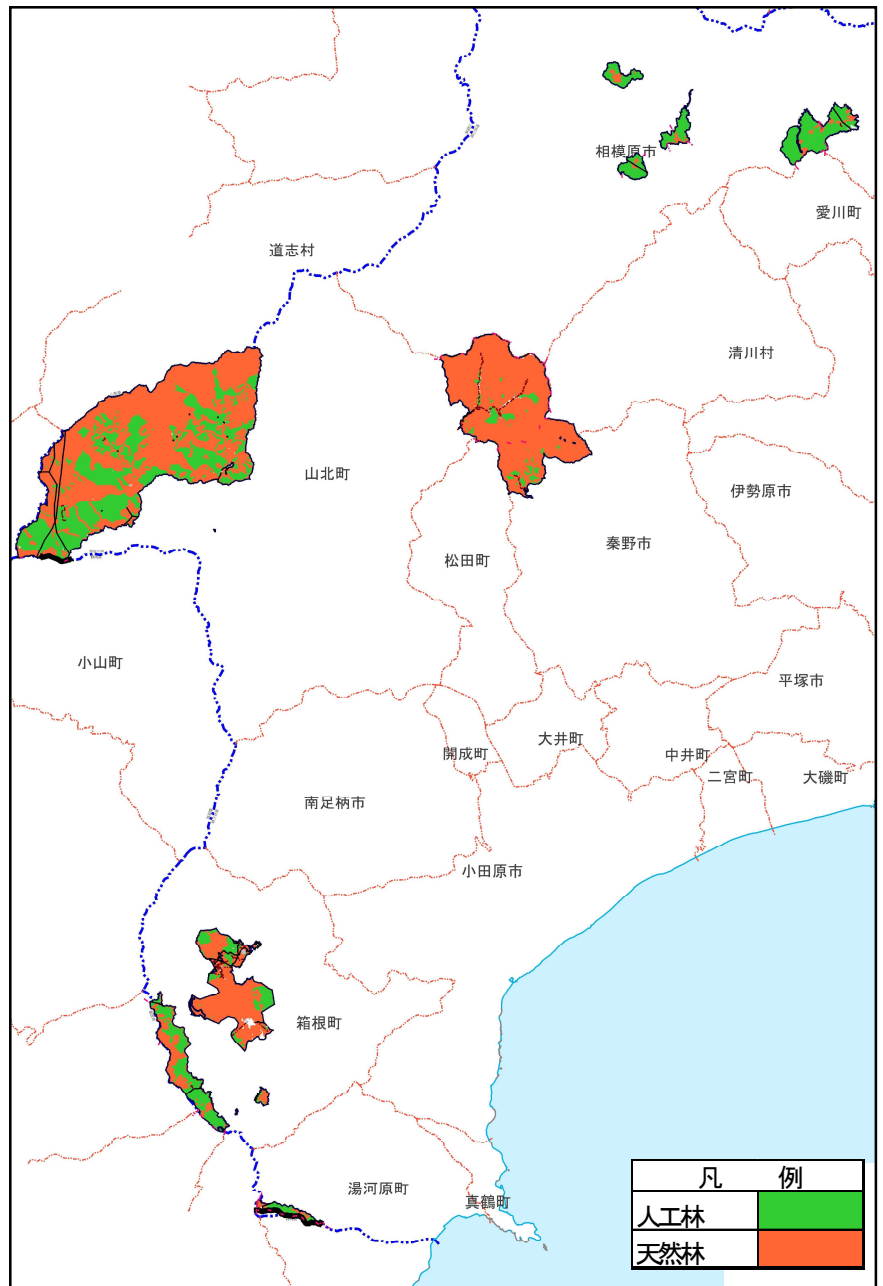 相模原市
愛川町
道志村
清川村
山北町
伊勢原市
秦野市
松田町
小山町
平塚市
大井町
開成町
中井町
二宮町
大磯町
南足柄市
小田原市
箱根町
湯河原町
真鶴町
凡 例
人工林
天然林